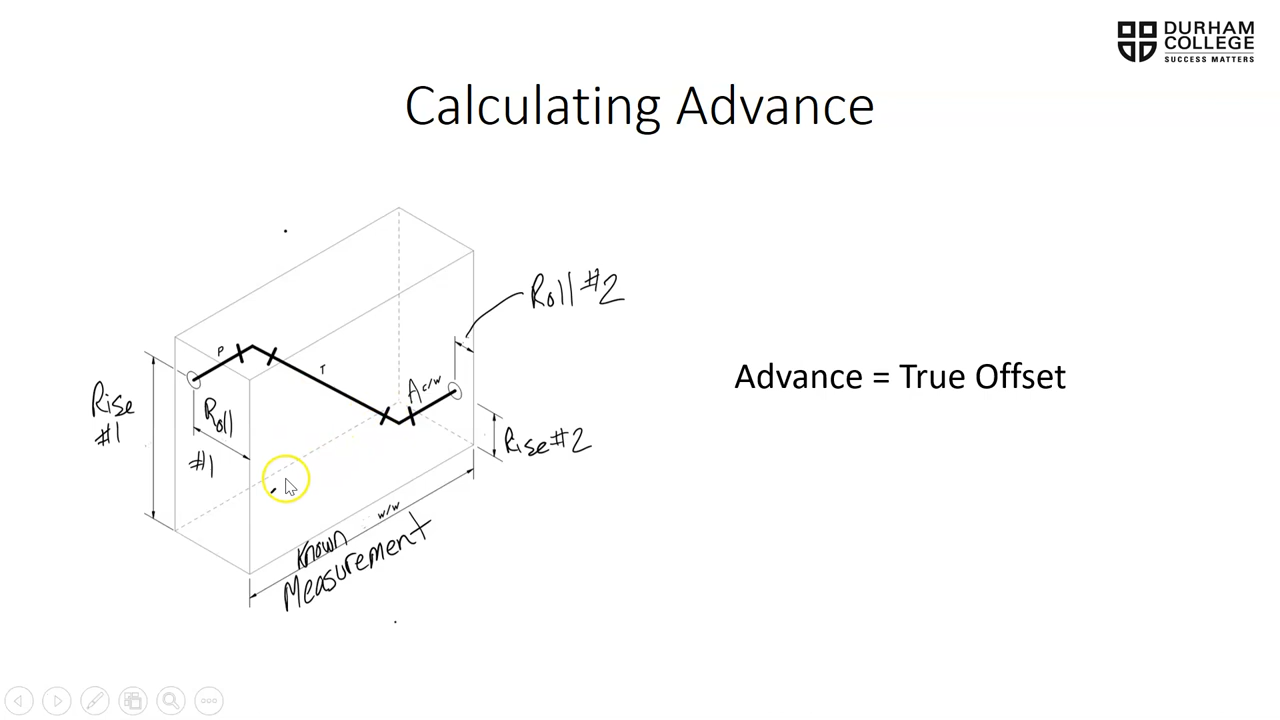 DURHAM
COLLEGE
SUCCESS MATTERS
Calculating Advance
Roll #2
P
T
A c/w
Rise
#1
Roll
#1
Rise #2
Advance = True Offset
w/w
Known
Measurement